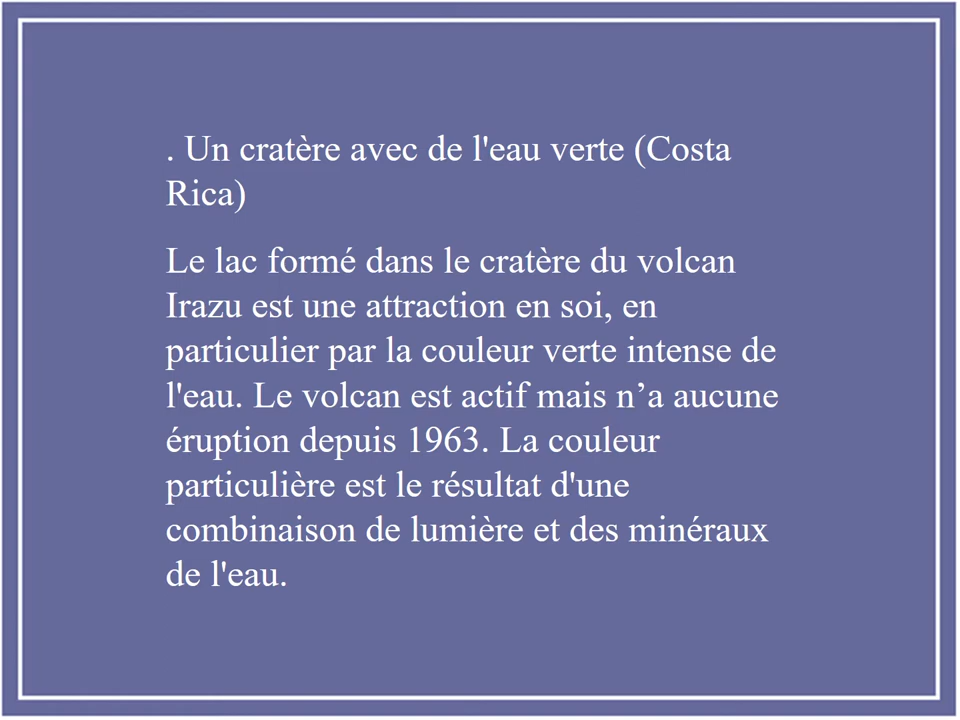 . Un cratère avec de l'eau verte (Costa
Rica)
Le lac formé dans le cratère du volcan
Irazu est une attraction en soi, en
particulier par la couleur verte intense de
l'eau. Le volcan est actif mais n’a aucune
éruption depuis 1963. La couleur
particulière est le résultat d'une
combinaison de lumière et des minéraux
de l'eau.